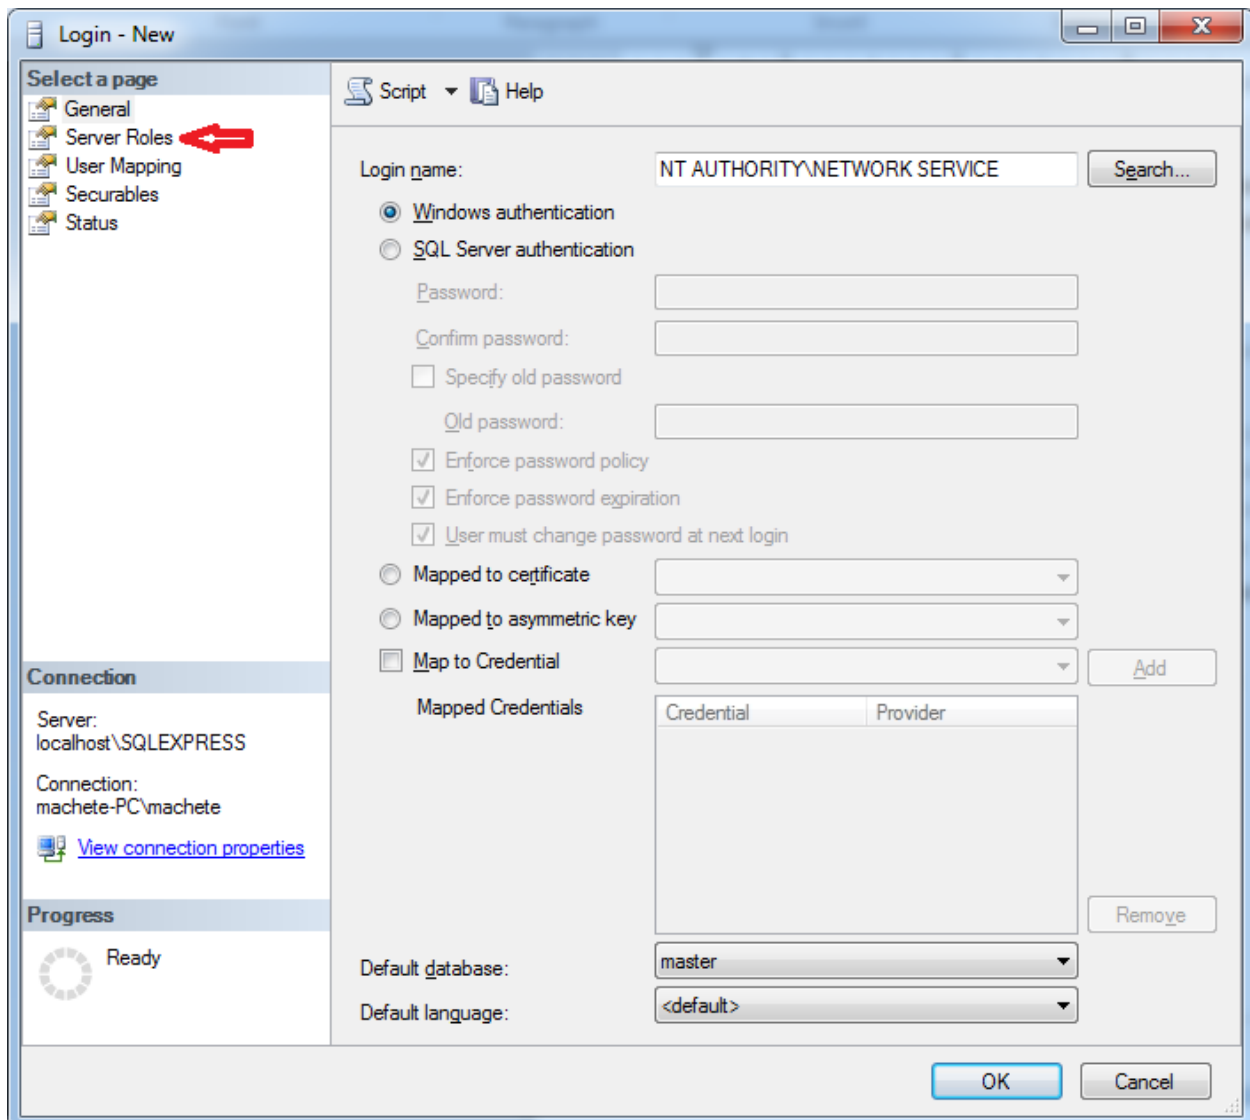 Login - New
Select a page
General
Server Roles
User Mapping
Securables
Status
Connection
Server:
localhost\SQLEXPRESS
Connection:
machete-PC\machete
View connection properties
Progress
Ready
Script Help
Login name: NT AUTHORITY\NETWORK SERVICE Search...
Windows authentication
SQL Server authentication
Password:
Confirm password:
Specify old password
Old password:
Enforce password policy
Enforce password expiration
User must change password at next login
Mapped to certificate
Mapped to asymmetric key
Map to Credential Add
Mapped Credentials Credential Provider
Remove
Default database: master
Default language: <default>
OK Cancel